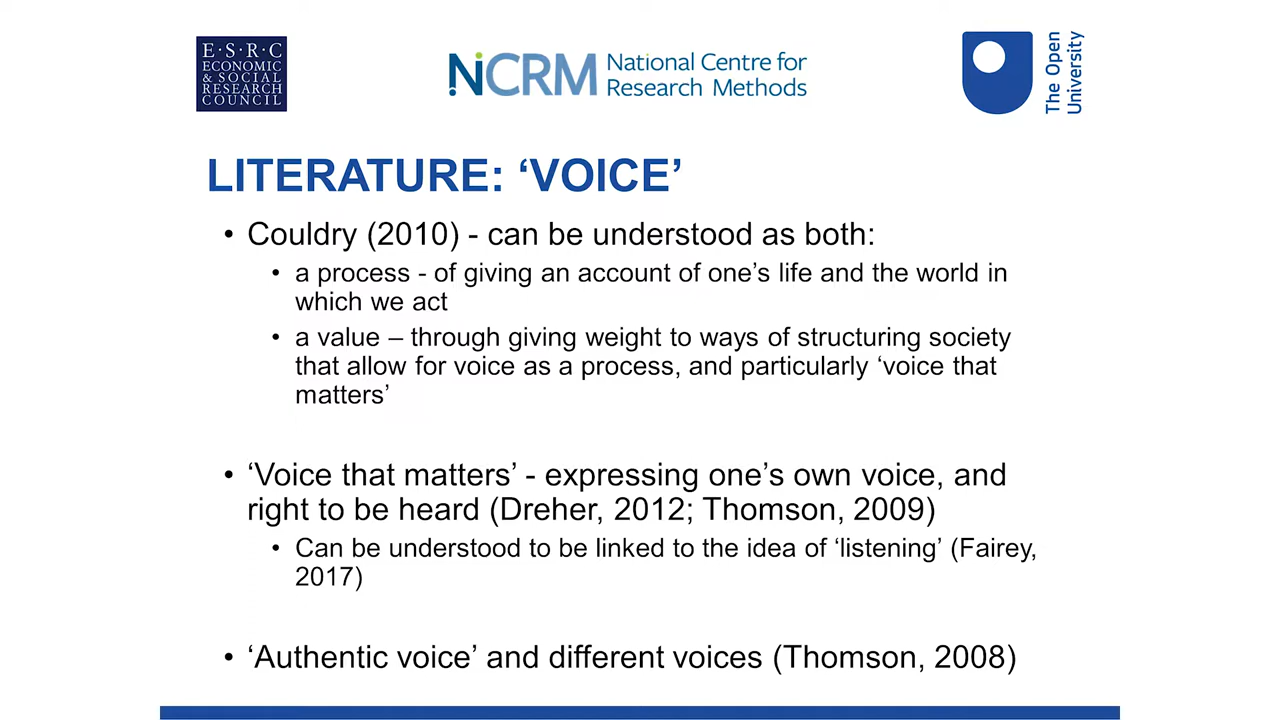 E·S·R·C
ECONOMIC
& SOCIAL
RESEARCH
COUNCIL
NCRM National Centre for
Research Methods
The Open
University
LITERATURE: ‘VOICE’
• Couldry (2010) - can be understood as both:
• a process - of giving an account of one’s life and the world in
which we act
• a value – through giving weight to ways of structuring society
that allow for voice as a process, and particularly ‘voice that
matters’
• ‘Voice that matters’ - expressing one’s own voice, and
right to be heard (Dreher, 2012; Thomson, 2009)
• Can be understood to be linked to the idea of ‘listening’ (Fairey,
2017)
• ‘Authentic voice’ and different voices (Thomson, 2008)